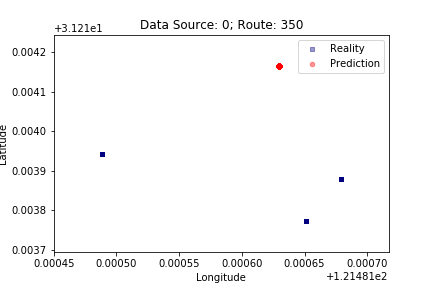 Data Source: 0; Route: 350
+3.121e1
Reality
Prediction
0.0042
0.0041
0.0040
0.0039
0.0038
0.0037
Latitude
0.00045
0.00050
0.00055
0.00060
0.00065
0.00070
Longitude
+1.21481e2